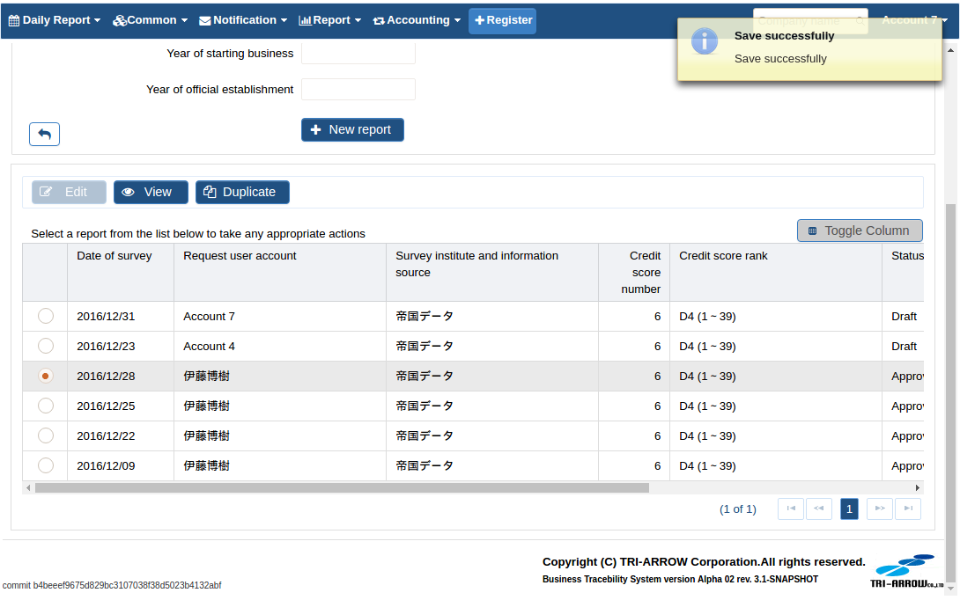 Daily Report Common Notification Report Accounting Register Company name Account 7
Save successfully
Save successfully
Year of starting business
Year of official establishment
New report
Edit View Duplicate
Select a report from the list below to take any appropriate actions Toggle Column
Date of survey Request user account Survey institute and information source Credit score number Credit score rank Status
2016/12/31 Account 7 帝国データ 6 D4 (1 ~ 39) Draft
2016/12/23 Account 4 帝国データ 6 D4 (1 ~ 39) Draft
2016/12/28 伊藤博樹 帝国データ 6 D4 (1 ~ 39) Appro
2016/12/25 伊藤博樹 帝国データ 6 D4 (1 ~ 39) Appro
2016/12/22 伊藤博樹 帝国データ 6 D4 (1 ~ 39) Appro
2016/12/09 伊藤博樹 帝国データ 6 D4 (1 ~ 39) Appro
(1 of 1) 1
Copyright (C) TRI-ARROW Corporation.All rights reserved.
Business Tracebility System version Alpha 02 rev. 3.1-SNAPSHOT
TRI-ARROW Co.,LTD
commit b4beeef9675d829bc3107038f38d5023b4132abf